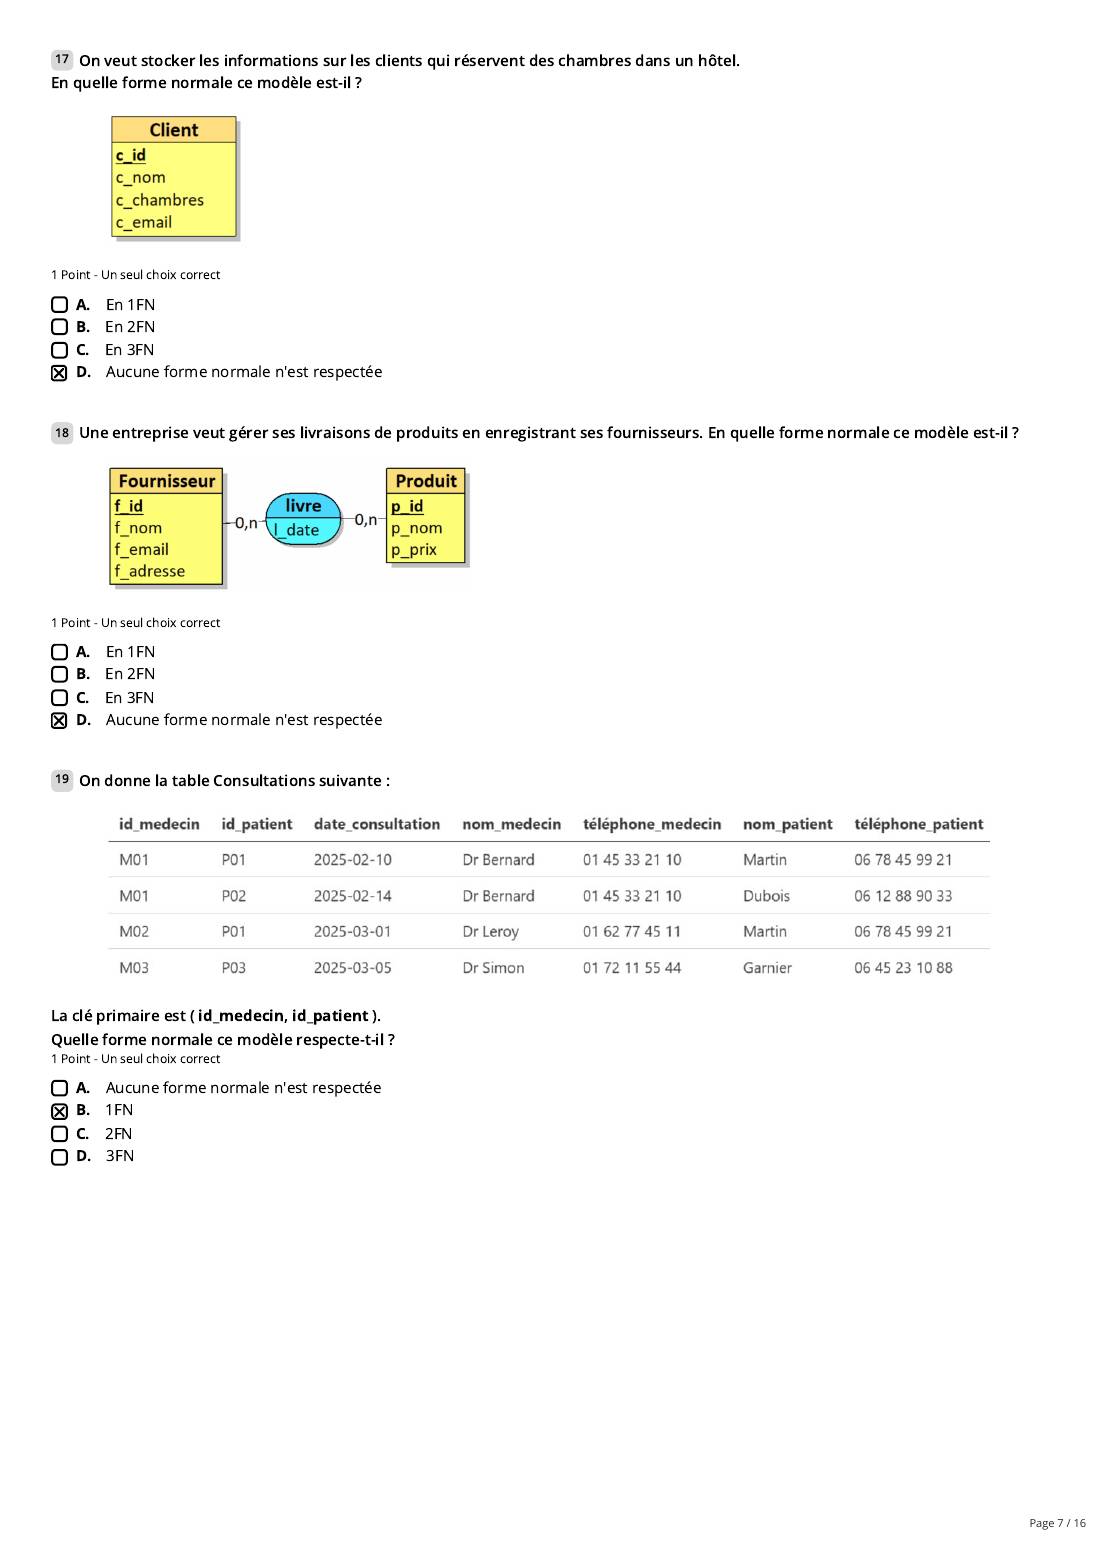 17 On veut stocker les informations sur les clients qui réservent des chambres dans un hôtel.
En quelle forme normale ce modèle est-il ?
Client
c_id
c_nom
c_chambres
c_email
1 Point - Un seul choix correct
A. En 1FN
B. En 2FN
C. En 3FN
D. Aucune forme normale n'est respectée
18 Une entreprise veut gérer ses livraisons de produits en enregistrant ses fournisseurs. En quelle forme normale ce modèle est-il ?
Fournisseur
f_id
f_nom
f_email
f_adresse
0,n
livre
l_date
0,n
Produit
p_id
p_nom
p_prix
1 Point - Un seul choix correct
A. En 1FN
B. En 2FN
C. En 3FN
D. Aucune forme normale n'est respectée
19 On donne la table Consultations suivante :
id_medecin id_patient date_consultation nom_medecin téléphone_medecin nom_patient téléphone_patient
M01 P01 2025-02-10 Dr Bernard 01 45 33 21 10 Martin 06 78 45 99 21
M01 P02 2025-02-14 Dr Bernard 01 45 33 21 10 Dubois 06 12 88 90 33
M02 P01 2025-03-01 Dr Leroy 01 62 77 45 11 Martin 06 78 45 99 21
M03 P03 2025-03-05 Dr Simon 01 72 11 55 44 Garnier 06 45 23 10 88
La clé primaire est ( id_medecin, id_patient ).
Quelle forme normale ce modèle respecte-t-il ?
1 Point - Un seul choix correct
A. Aucune forme normale n'est respectée
B. 1FN
C. 2FN
D. 3FN
Page 7 / 16